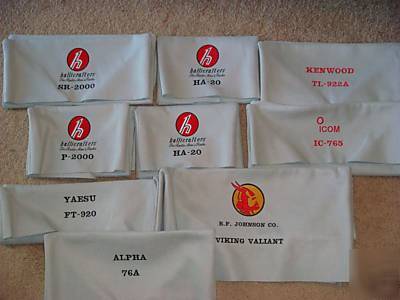 hallicrafters
SR-2000
hallicrafters
HA-20
KENWOOD
TL-922A
hallicrafters
P-2000
hallicrafters
HA-20
ICOM
IC-765
YAESU
FT-920
E.F. JOHNSON CO.
VIKING VALIANT
ALPHA
76A